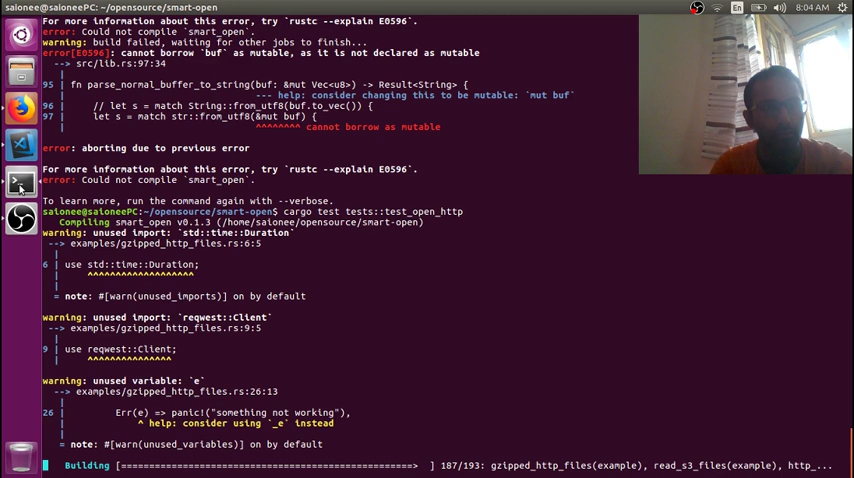 saionee@saioneePC: ~/opensource/smart-open
En
8:04 AM
For more information about this error, try `rustc --explain E0596`.
error: Could not compile `smart_open`.
warning: build failed, waiting for other jobs to finish...
error[E0596]: cannot borrow `buf` as mutable, as it is not declared as mutable
--> src/lib.rs:97:34
|
95 | fn parse_normal_buffer_to_string(buf: &mut Vec<u8>) -> Result<String> {
| --- help: consider changing this to be mutable: `mut buf`
96 | // let s = match String::from_utf8(buf.to_vec()) {
97 | let s = match str::from_utf8(&mut buf) {
| ^^^^^^^^ cannot borrow as mutable
error: aborting due to previous error
For more information about this error, try `rustc --explain E0596`.
error: Could not compile `smart_open`.
To learn more, run the command again with --verbose.
saionee@saioneePC:~/opensource/smart-open$ cargo test tests::test_open_http
Compiling smart_open v0.1.3 (/home/saionee/opensource/smart-open)
warning: unused import: `std::time::Duration`
--> examples/gzipped_http_files.rs:6:5
|
6 | use std::time::Duration;
| ^^^^^^^^^^^^^^^^^^^
|
= note: #[warn(unused_imports)] on by default
warning: unused import: `reqwest::Client`
--> examples/gzipped_http_files.rs:9:5
|
9 | use reqwest::Client;
| ^^^^^^^^^^^^^^^
warning: unused variable: `e`
--> examples/gzipped_http_files.rs:26:13
|
26 | Err(e) => panic!("something not working"),
| ^ help: consider using `_e` instead
|
= note: #[warn(unused_variables)] on by default
Building [======================================================> ] 187/193: gzipped_http_files(example), read_s3_files(example), http_...